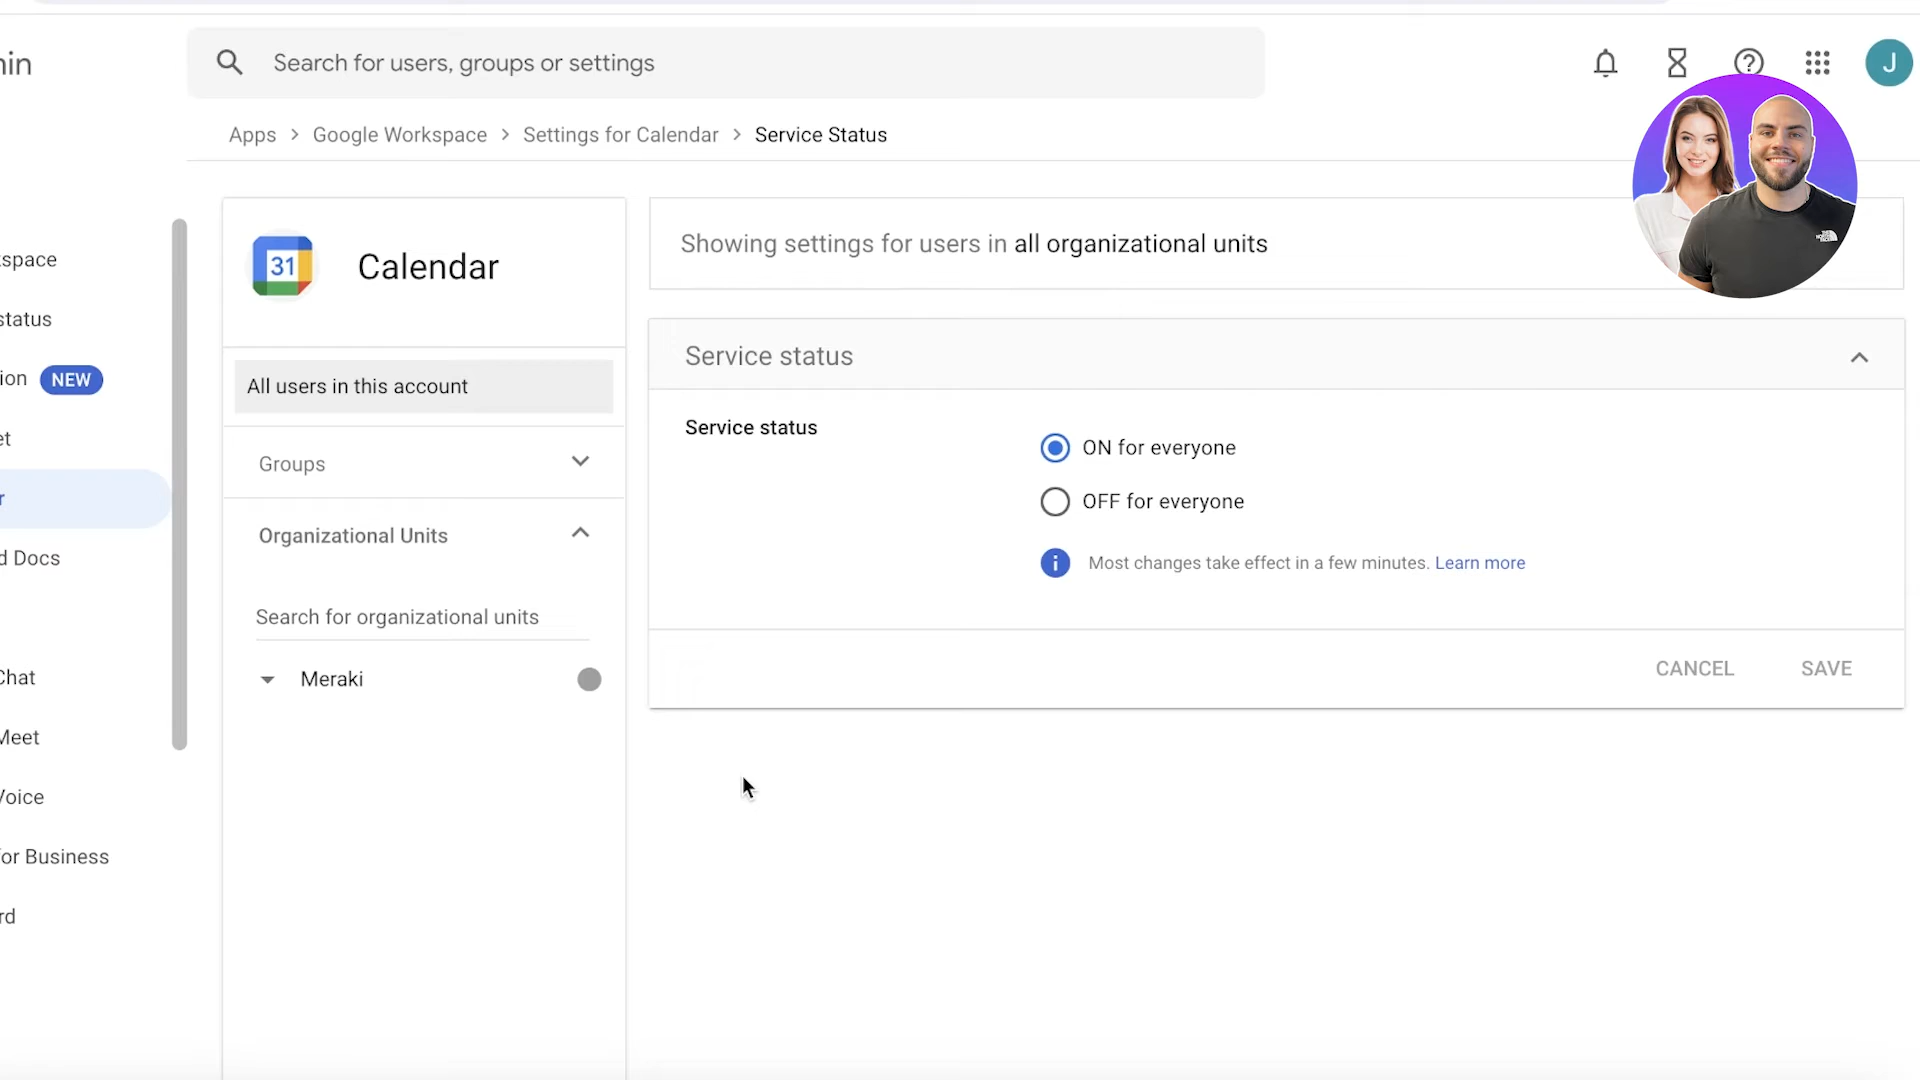 min
Search for users, groups or settings
J
Apps > Google Workspace > Settings for Calendar > Service Status
31
Calendar
Showing settings for users in all organizational units
space
status
ion NEW
et
r
d Docs
Chat
Meet
Voice
or Business
rd
All users in this account
Groups
Organizational Units
Search for organizational units
Meraki
Service status
Service status
ON for everyone
OFF for everyone
Most changes take effect in a few minutes. Learn more
CANCEL
SAVE